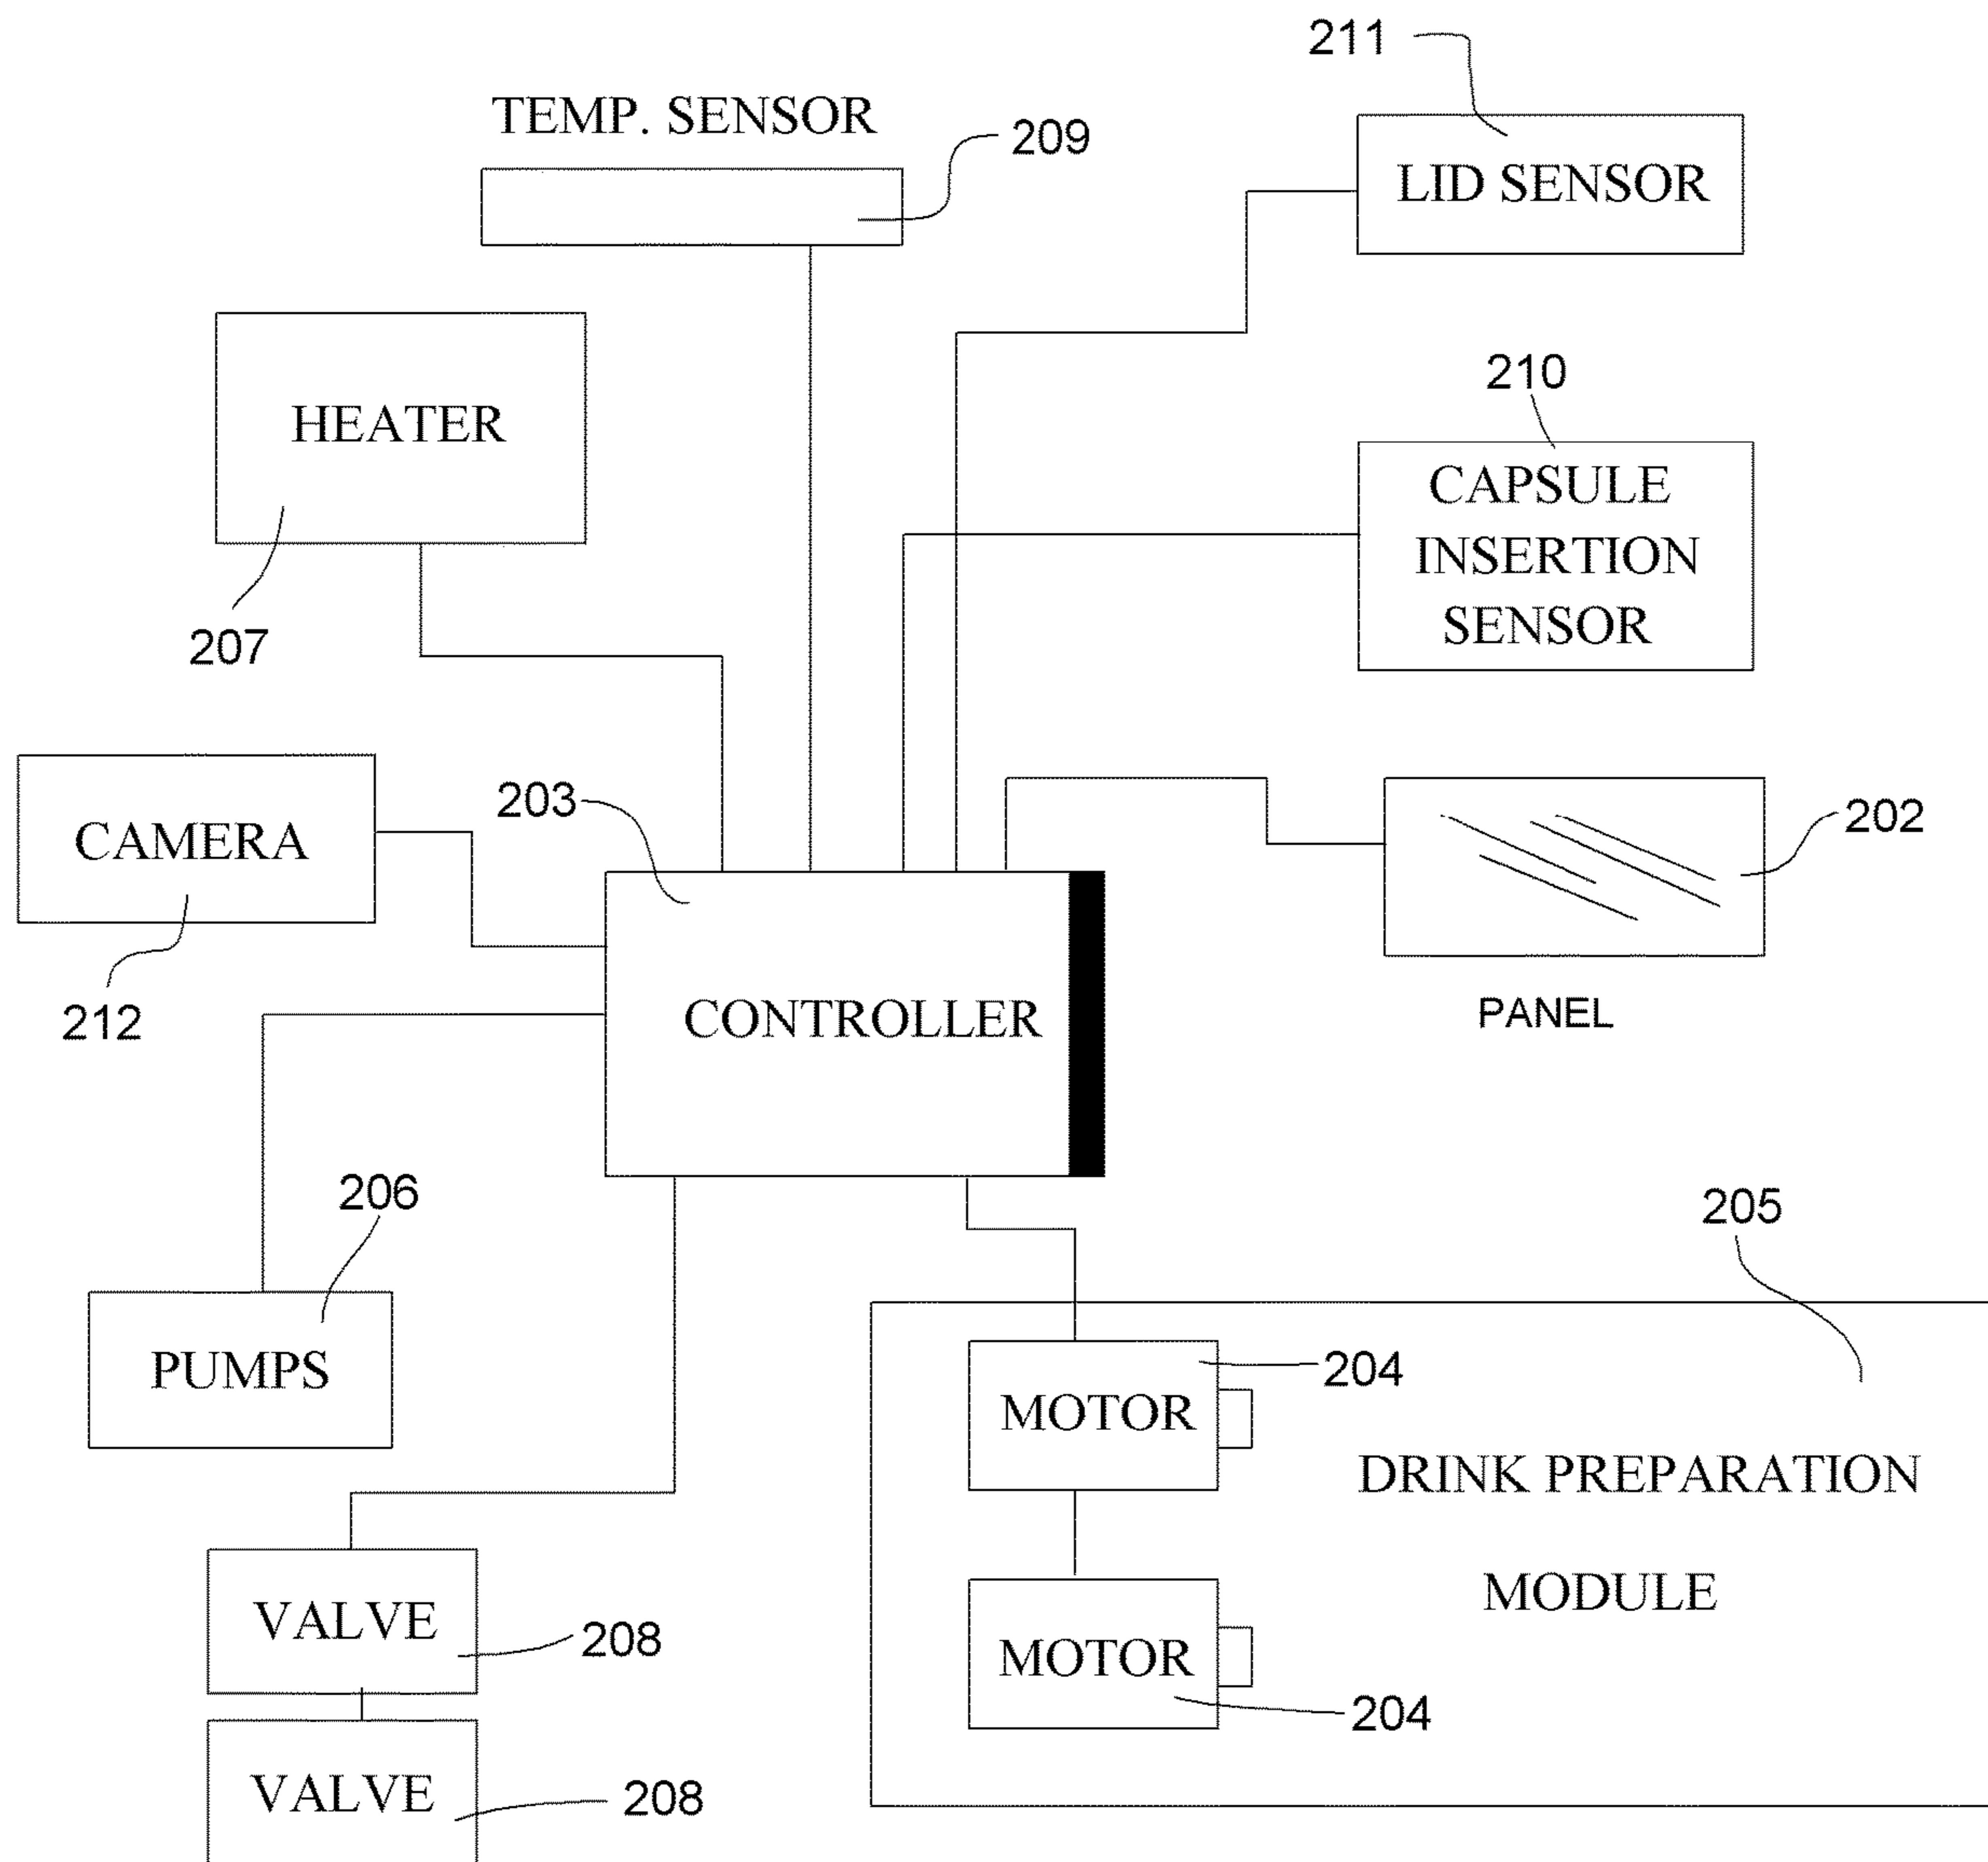 211
TEMP. SENSOR
209
LID SENSOR
HEATER
207
210
CAPSULE
INSERTION
SENSOR
CAMERA
212
203
CONTROLLER
202
PANEL
206
PUMPS
205
204
MOTOR
DRINK PREPARATION
MODULE
MOTOR
204
VALVE
208
VALVE
208